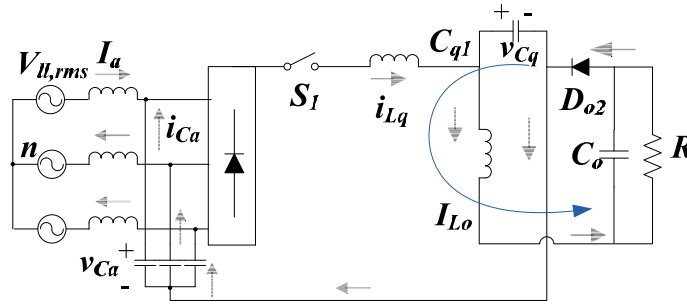 V_ll,rms
I_a
n
i_Ca
v_Ca
+
-
S_1
i_Lq
C_q1
+ -
v_Cq
D_o2
I_Lo
C_o
R